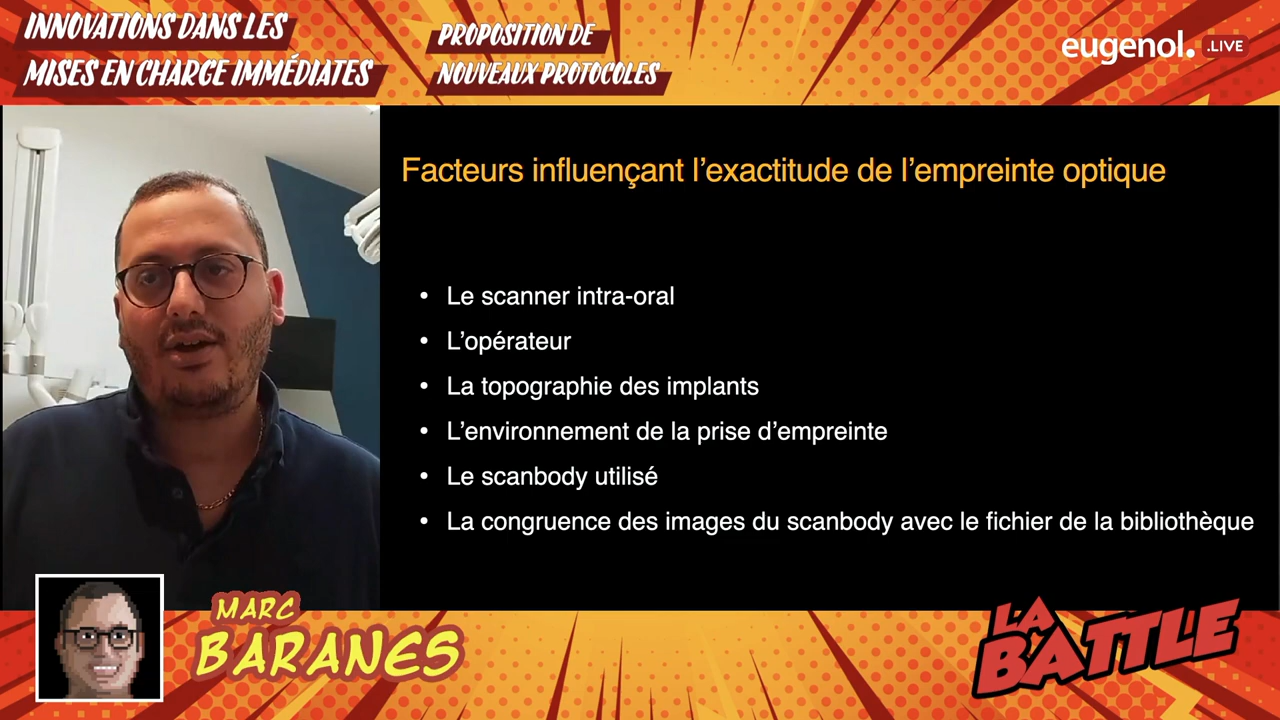 INNOVATIONS DANS LES
MISES EN CHARGE IMMÉDIATES
PROPOSITION DE
NOUVEAUX PROTOCOLES
eugenol. .LIVE
Facteurs influençant l’exactitude de l’empreinte optique
• Le scanner intra-oral
• L’opérateur
• La topographie des implants
• L’environnement de la prise d’empreinte
• Le scanbody utilisé
• La congruence des images du scanbody avec le fichier de la bibliothèque
MARC
BARANES
LA
BATTLE